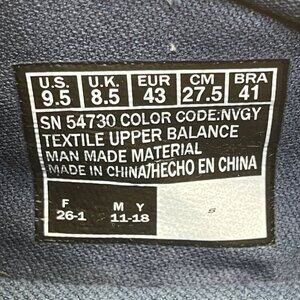 U.S. U.K. EUR CM BRA
9.5 8.5 43 27.5 41
SN 54730 COLOR CODE:NVGY
TEXTILE UPPER BALANCE
MAN MADE MATERIAL
MADE IN CHINA/HECHO EN CHINA
F M Y
26-1 11-18